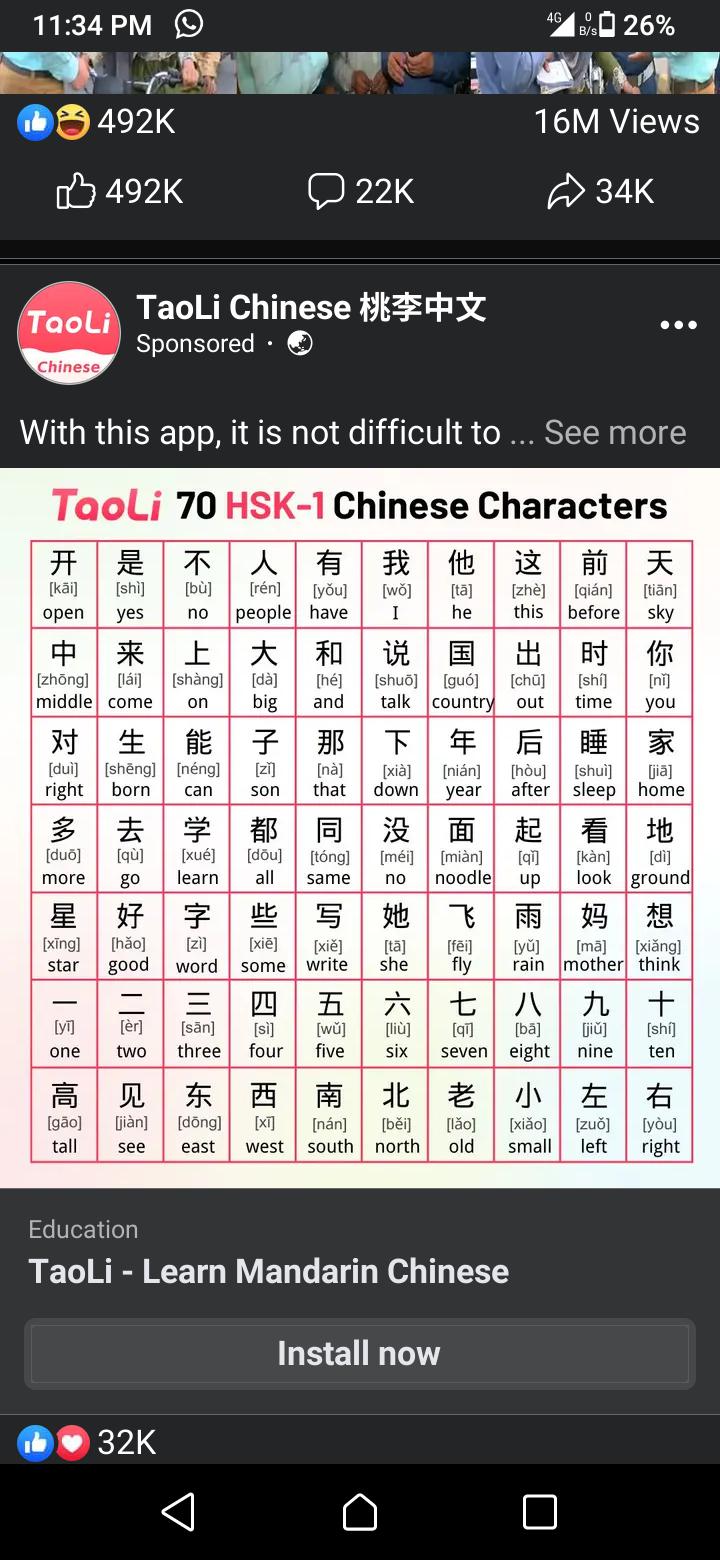 11:34 PM 4G 0 B/s 26%
492K 16M Views
492K 22K 34K
TaoLi Chinese
TaoLi Chinese 桃李中文
Sponsored ·
With this app, it is not difficult to ... See more
TaoLi 70 HSK-1 Chinese Characters
开 是 不 人 有 我 他 这 前 天
[kāi] [shì] [bù] [rén] [yǒu] [wǒ] [tā] [zhè] [qián] [tiān]
open yes no people have I he this before sky
中 来 上 大 和 说 国 出 时 你
[zhōng] [lái] [shàng] [dà] [hé] [shuō] [guó] [chū] [shí] [nǐ]
middle come on big and talk country out time you
对 生 能 子 那 下 年 后 睡 家
[duì] [shēng] [néng] [zǐ] [nà] [xià] [nián] [hòu] [shuì] [jiā]
right born can son that down year after sleep home
多 去 学 都 同 没 面 起 看 地
[duō] [qù] [xué] [dōu] [tóng] [méi] [miàn] [qǐ] [kàn] [dì]
more go learn all same no noodle up look ground
星 好 字 些 写 她 飞 雨 妈 想
[xīng] [hǎo] [zì] [xiē] [xiě] [tā] [fēi] [yǔ] [mā] [xiǎng]
star good word some write she fly rain mother think
一 二 三 四 五 六 七 八 九 十
[yī] [èr] [sān] [sì] [wǔ] [liù] [qī] [bā] [jiǔ] [shí]
one two three four five six seven eight nine ten
高 见 东 西 南 北 老 小 左 右
[gāo] [jiàn] [dōng] [xī] [nán] [běi] [lǎo] [xiǎo] [zuǒ] [yòu]
tall see east west south north old small left right
Education
TaoLi - Learn Mandarin Chinese
Install now
32K